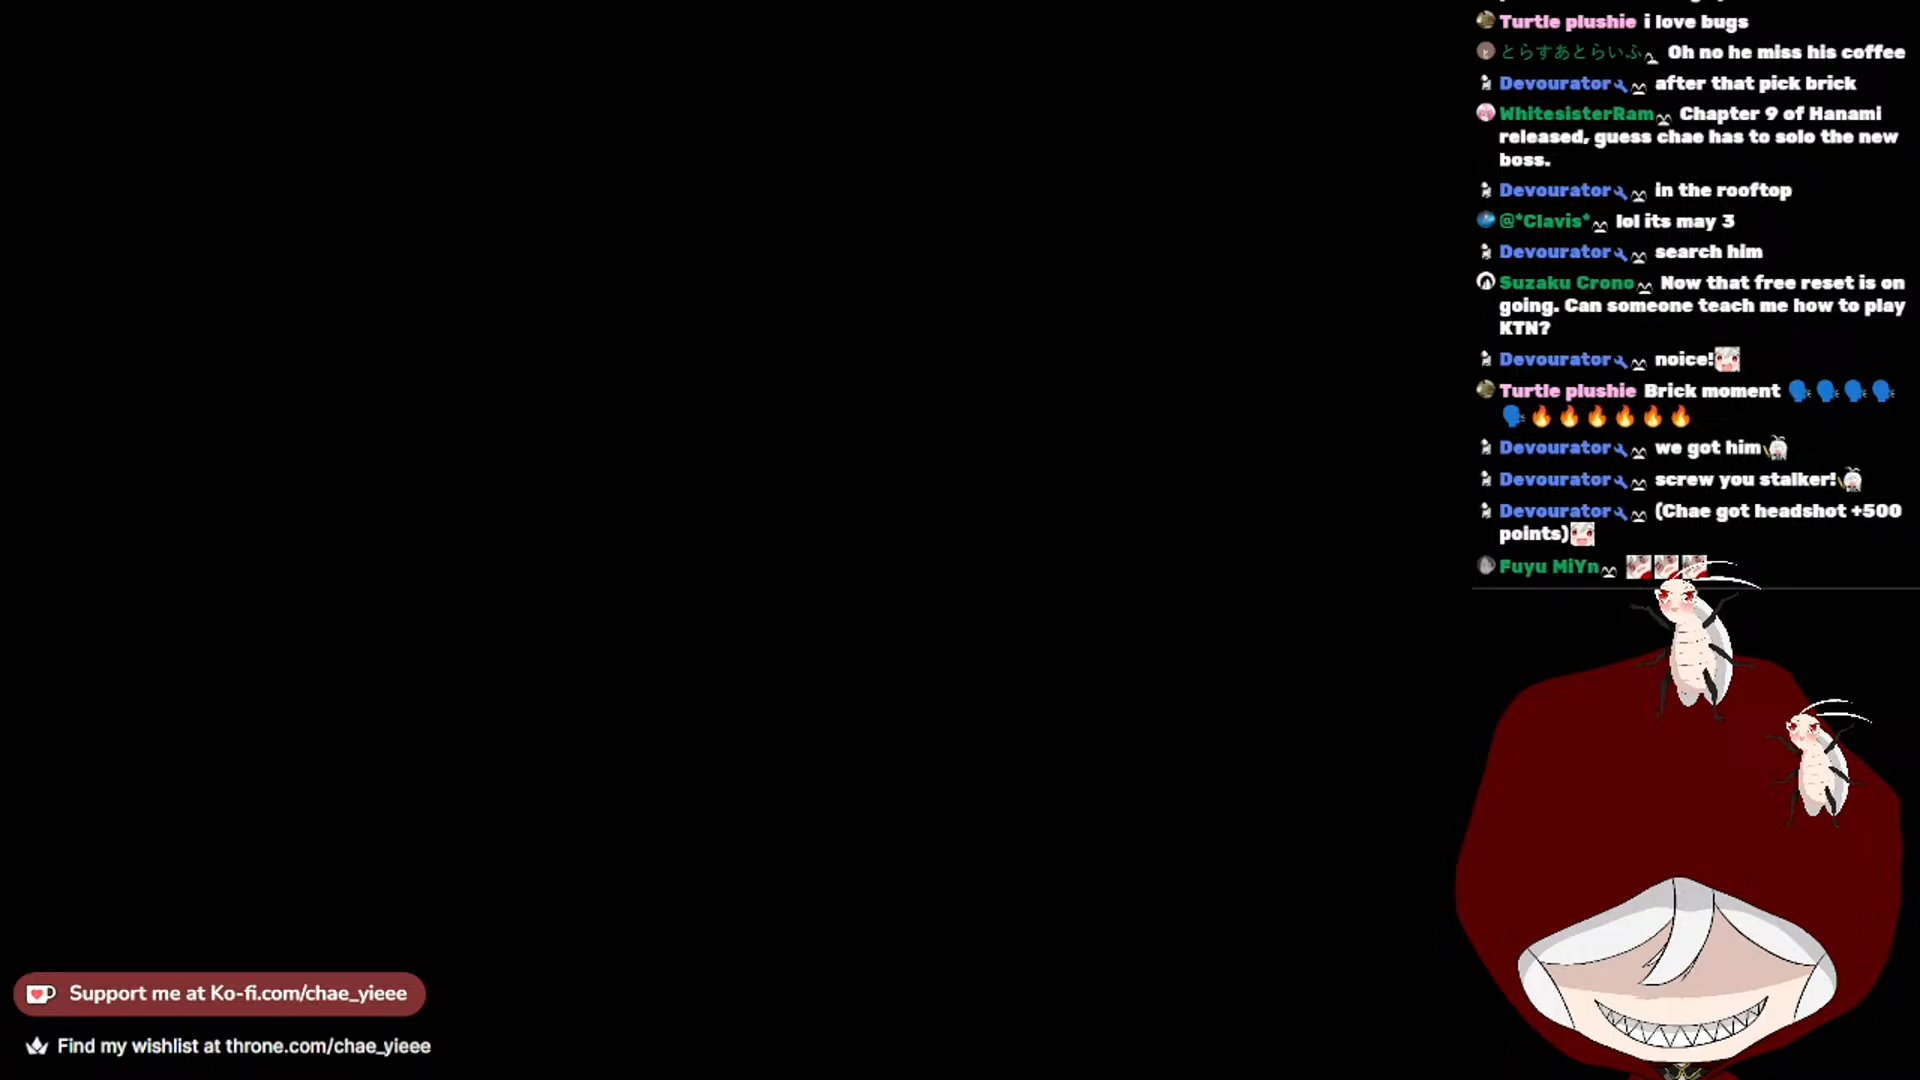 Turtle plushie i love bugs
とらすあとらいふ Oh no he miss his coffee
Devourator after that pick brick
WhitesisterRam Chapter 9 of Hanami
released, guess chae has to solo the new
boss.
Devourator in the rooftop
@*Clavis* lol its may 3
Devourator search him
Suzaku Crono Now that free reset is on
going. Can someone teach me how to play
KTN?
Devourator noice!
Turtle plushie Brick moment 🗣️🗣️🗣️🗣️
🗣️🔥🔥🔥🔥🔥🔥
Devourator we got him
Devourator screw you stalker!
Devourator (Chae got headshot +500
points)
Fuyu MiYn
Support me at Ko-fi.com/chae_yieee
Find my wishlist at throne.com/chae_yieee